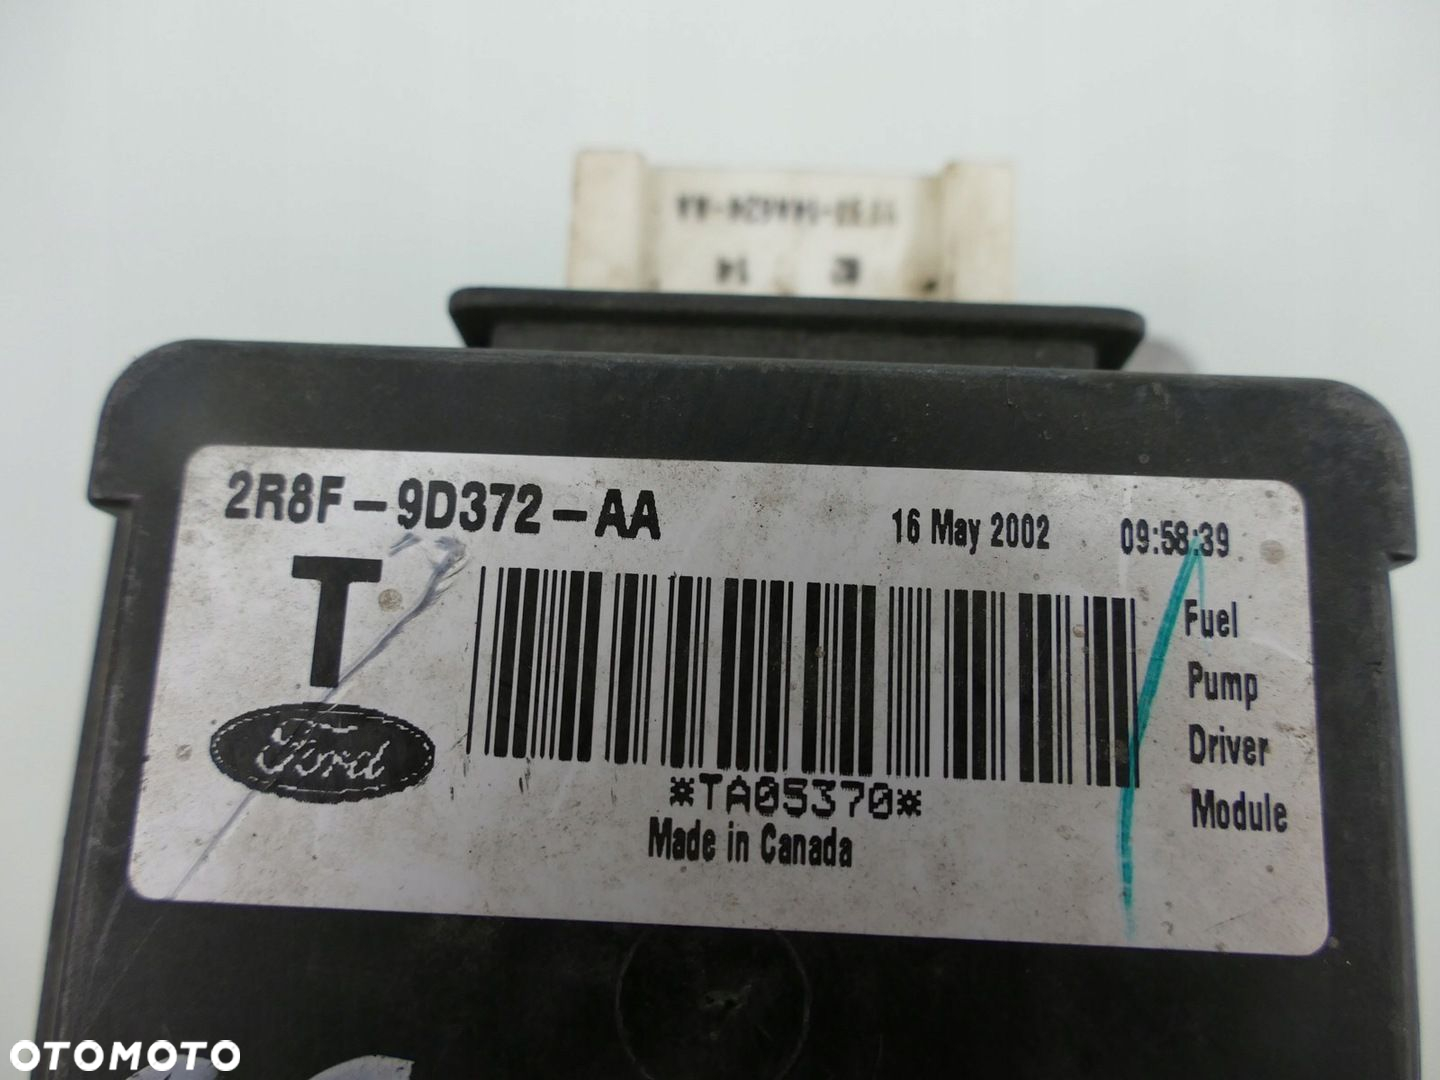 2R8F-9D372-AA
16 May 2002 09:58:39
T
Ford
Fuel
Pump
Driver
Module
*TA05370*
Made in Canada
OTOMOTO